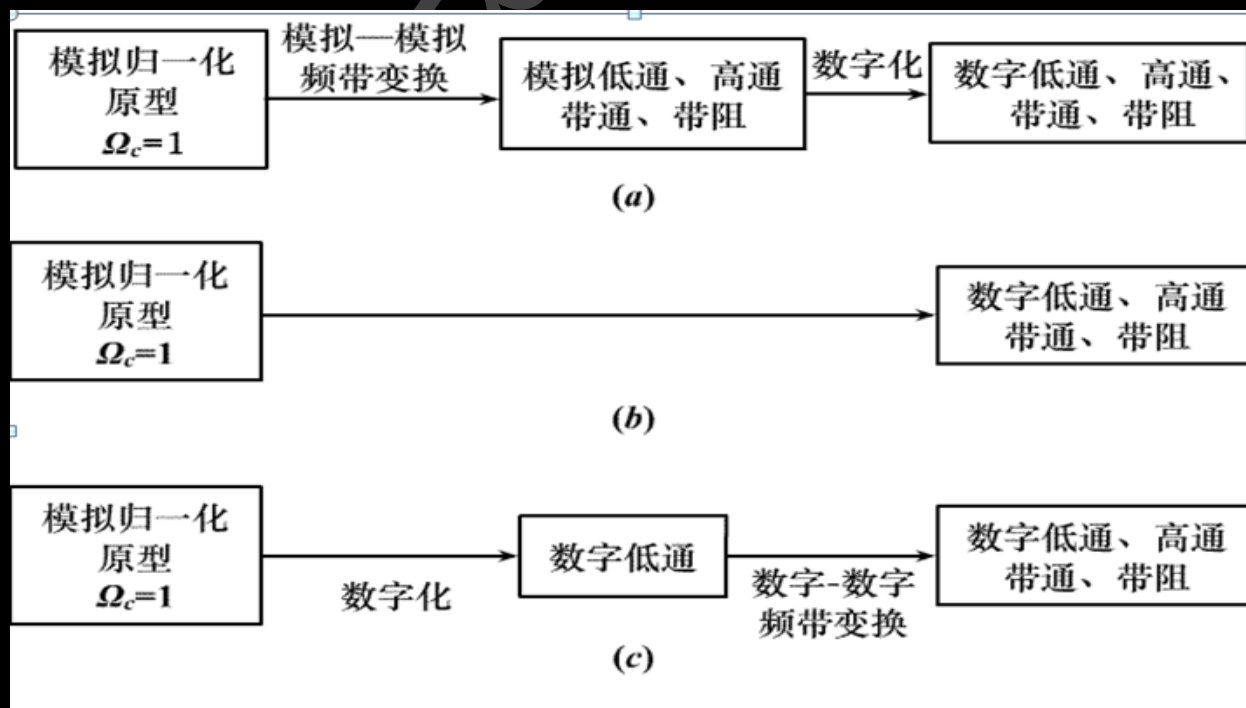 模拟归一化
原型
Ωc=1
模拟—模拟
频带变换
模拟低通、高通
带通、带阻
数字化
数字低通、高通、
带通、带阻
(a)
模拟归一化
原型
Ωc=1
数字低通、高通
带通、带阻
(b)
模拟归一化
原型
Ωc=1
数字化
数字低通
数字-数字
频带变换
数字低通、高通
带通、带阻
(c)